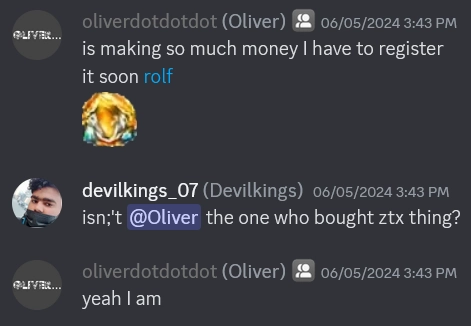 oliverdotdotdot (Oliver) 06/05/2024 3:43 PM
is making so much money I have to register
it soon rolf
devilkings_07 (Devilkings) 06/05/2024 3:43 PM
isn;'t @Oliver the one who bought ztx thing?
oliverdotdotdot (Oliver) 06/05/2024 3:43 PM
yeah I am